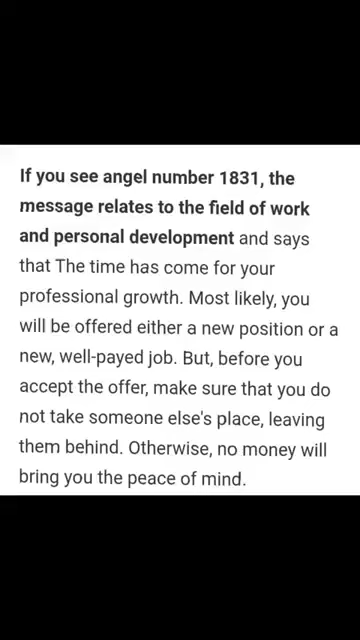 If you see angel number 1831, the
message relates to the field of work
and personal development and says
that The time has come for your
professional growth. Most likely, you
will be offered either a new position or a
new, well-payed job. But, before you
accept the offer, make sure that you do
not take someone else's place, leaving
them behind. Otherwise, no money will
bring you the peace of mind.